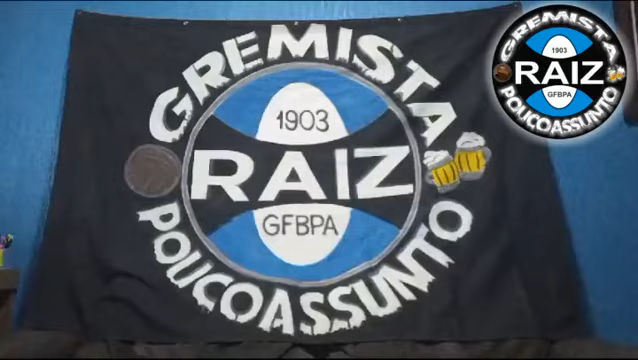 GREMISTA
1903
RAIZ
GFBPA
POUCOASSUNTO
GREMISTA
1903
RAIZ
GFBPA
POUCOASSUNTO